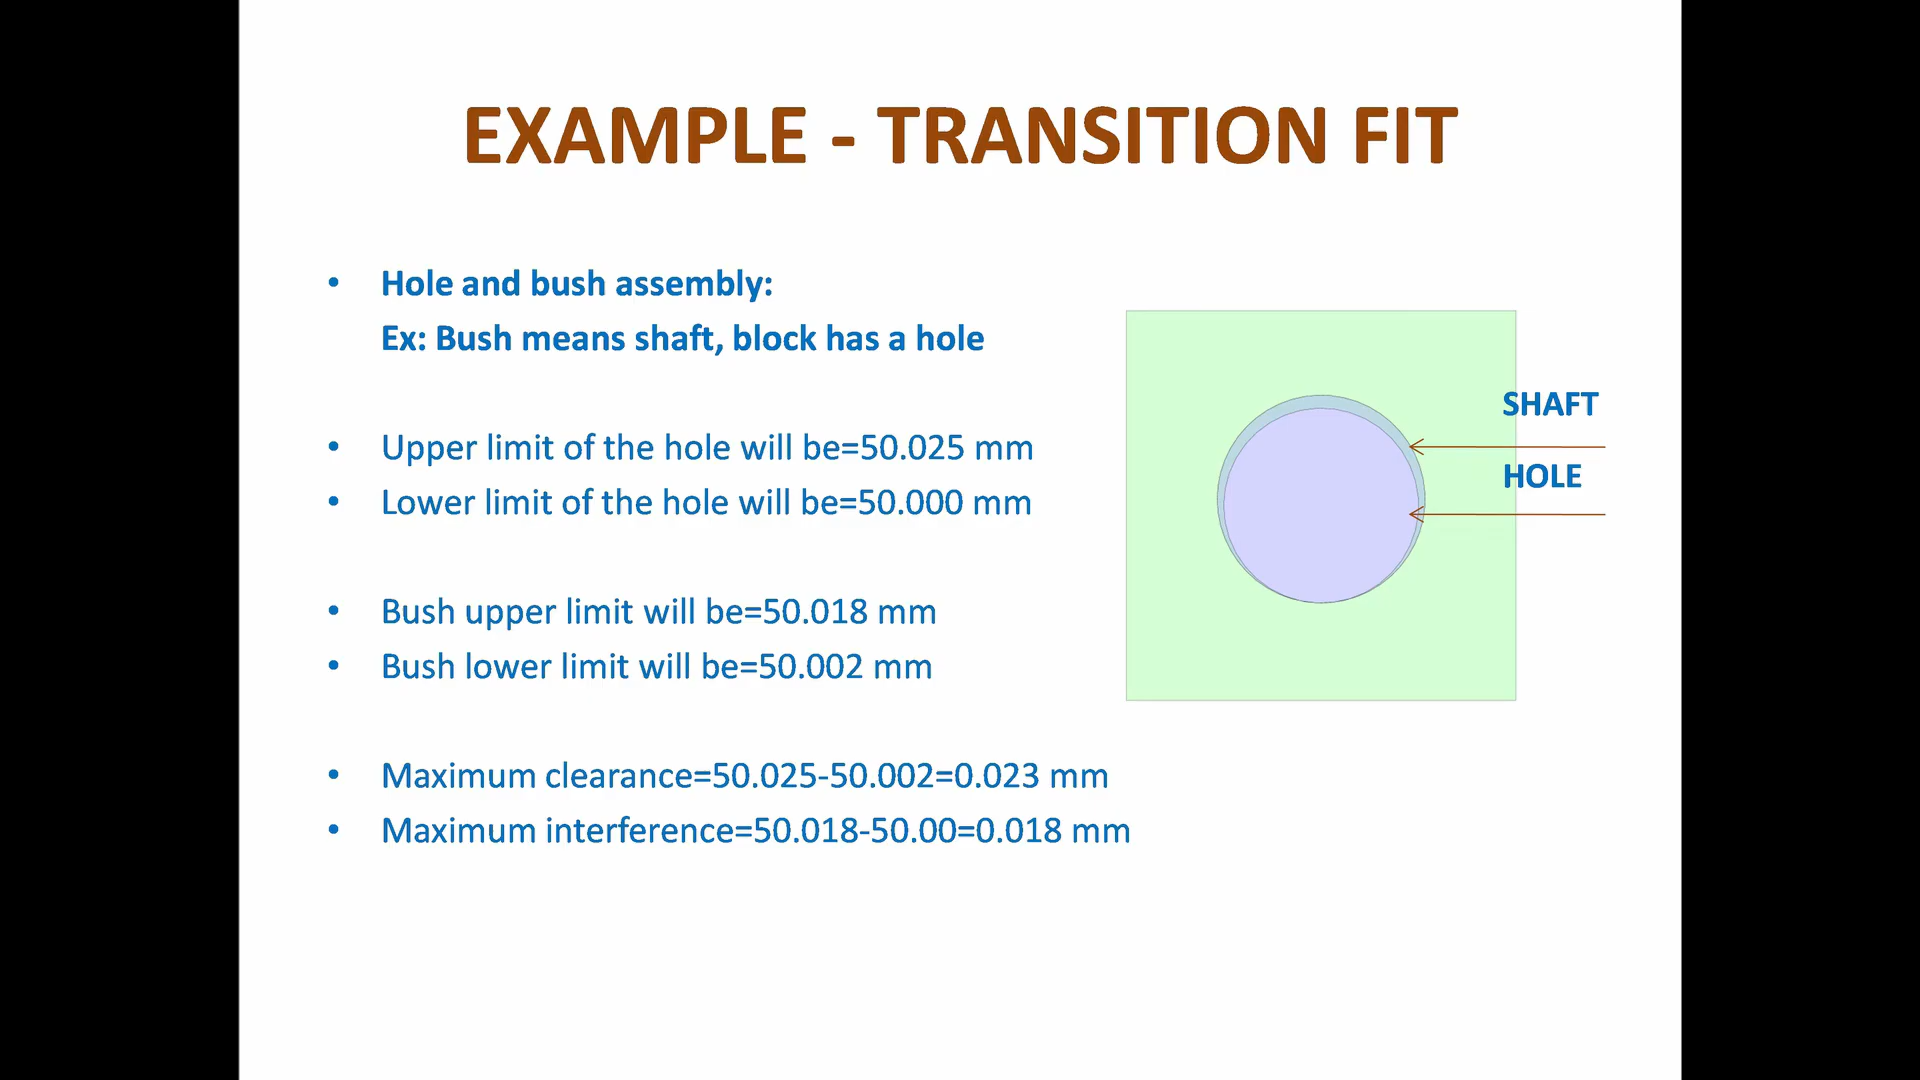 EXAMPLE - TRANSITION FIT
• Hole and bush assembly:
Ex: Bush means shaft, block has a hole
• Upper limit of the hole will be=50.025 mm
• Lower limit of the hole will be=50.000 mm
• Bush upper limit will be=50.018 mm
• Bush lower limit will be=50.002 mm
• Maximum clearance=50.025-50.002=0.023 mm
• Maximum interference=50.018-50.00=0.018 mm
SHAFT
HOLE